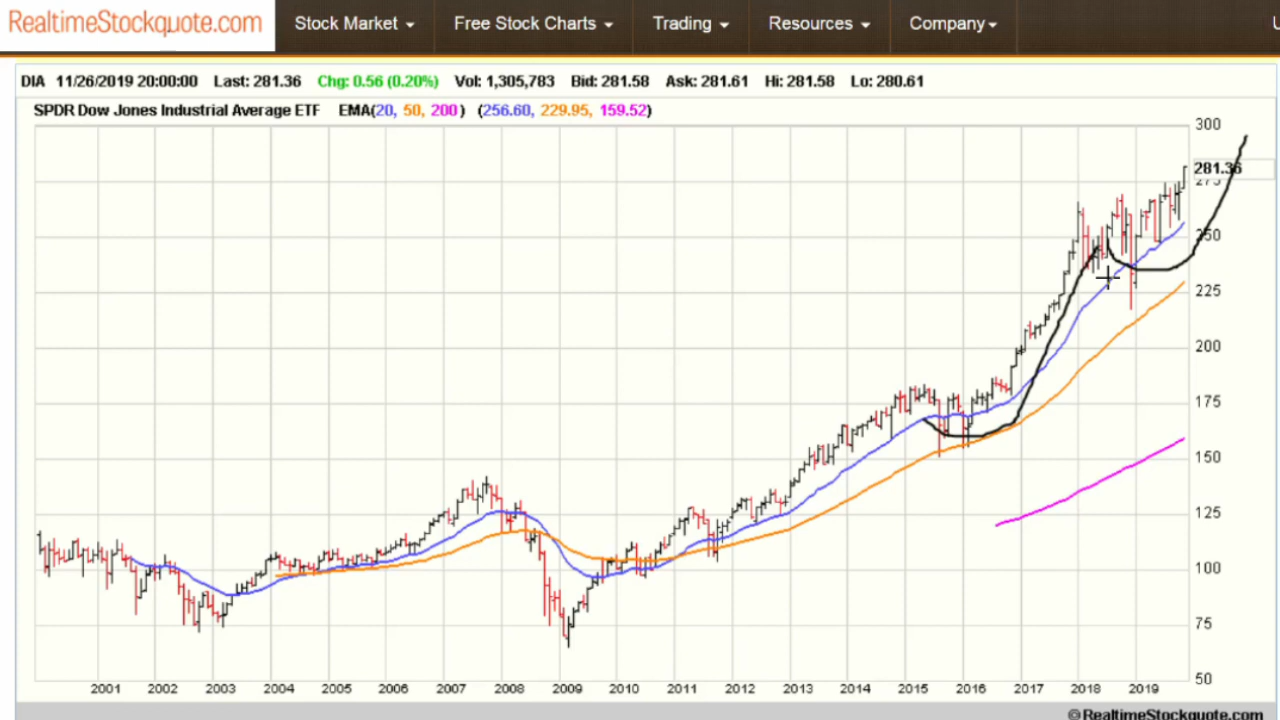 RealtimeStockquote.com Stock Market Free Stock Charts Trading Resources Company U
DIA 11/26/2019 20:00:00 Last: 281.36 Chg: 0.56 (0.20%) Vol: 1,305,783 Bid: 281.58 Ask: 281.61 Hi: 281.58 Lo: 280.61
SPDR Dow Jones Industrial Average ETF EMA(20, 50, 200) (256.60, 229.95, 159.52)
300
281.36
275
250
225
200
175
150
125
100
75
50
2001 2002 2003 2004 2005 2006 2007 2008 2009 2010 2011 2012 2013 2014 2015 2016 2017 2018 2019
©RealtimeStockquote.com